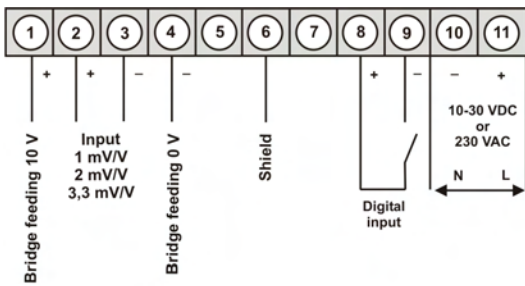 1 2 3 4 5 6 7 8 9 10 11
+ + – – + – – +
Bridge feeding 10 V
Input
1 mV/V
2 mV/V
3,3 mV/V
Bridge feeding 0 V
Shield
Digital
input
10-30 VDC
or
230 VAC
N L